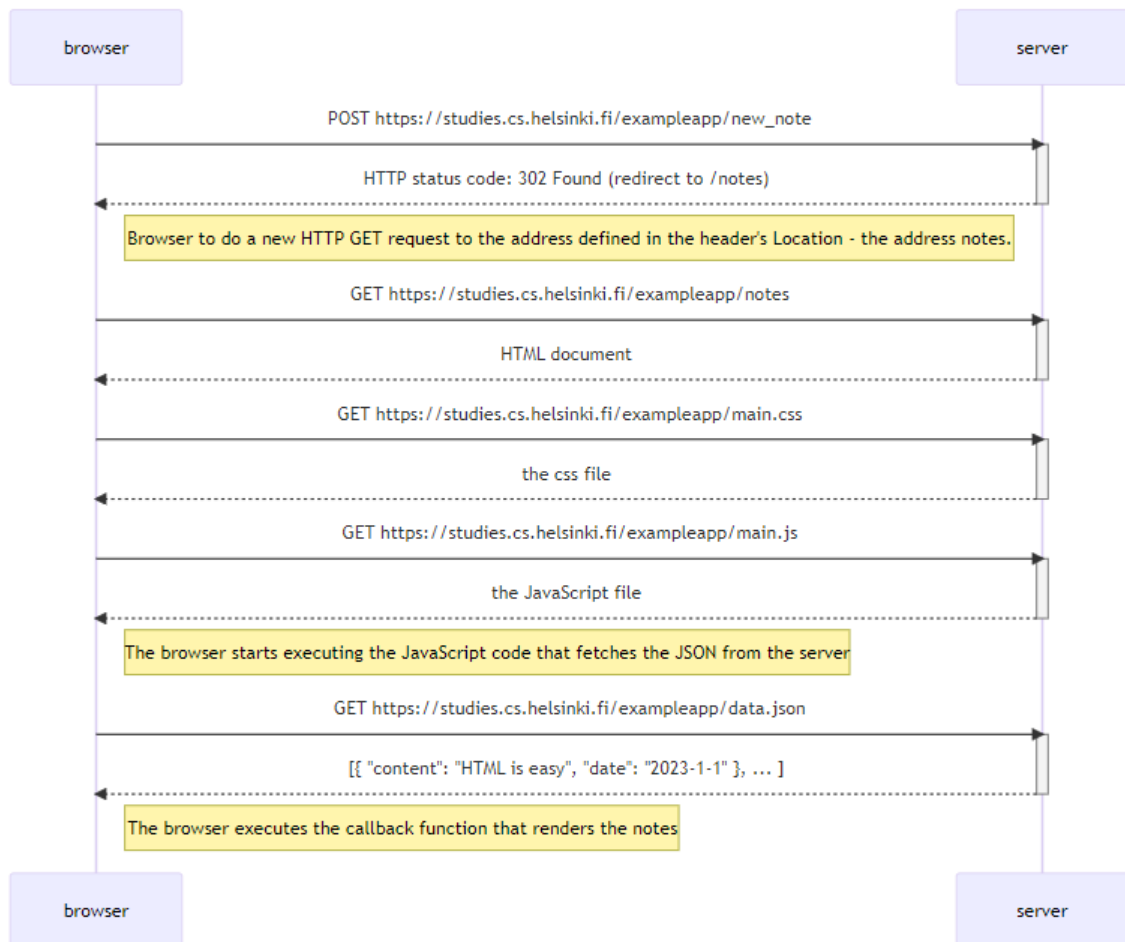 browser
server
POST https://studies.cs.helsinki.fi/exampleapp/new_note
HTTP status code: 302 Found (redirect to /notes)
Browser to do a new HTTP GET request to the address defined in the header's Location - the address notes.
GET https://studies.cs.helsinki.fi/exampleapp/notes
HTML document
GET https://studies.cs.helsinki.fi/exampleapp/main.css
the css file
GET https://studies.cs.helsinki.fi/exampleapp/main.js
the JavaScript file
The browser starts executing the JavaScript code that fetches the JSON from the server
GET https://studies.cs.helsinki.fi/exampleapp/data.json
[{ "content": "HTML is easy", "date": "2023-1-1" }, ... ]
The browser executes the callback function that renders the notes
browser
server